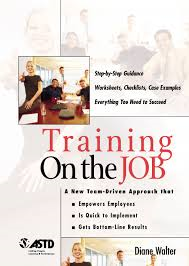 Step-by-Step Guidance
Worksheets, Checklists, Case Examples
Everything You Need to Succeed
Training
On the JOB
A New Team-Driven Approach that
Empowers Employees
Is Quick to Implement
Gets Bottom-Line Results
ASTD
Diane Walter